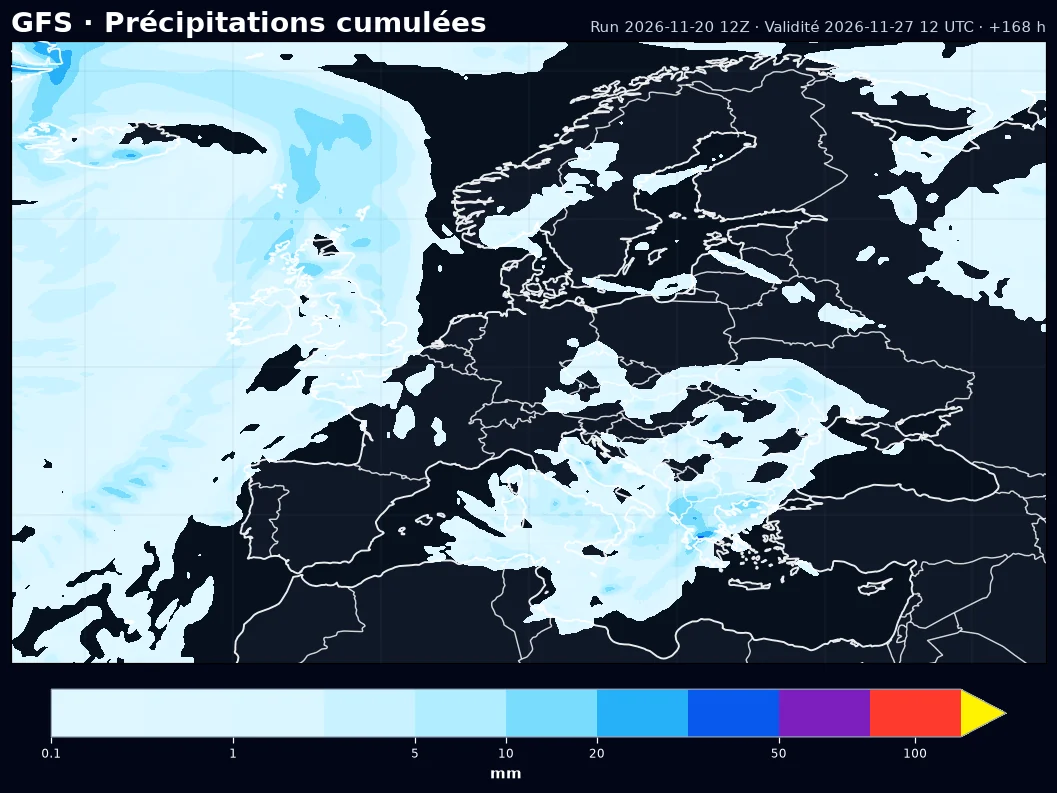 GFS · Précipitations cumulées
Run 2026-11-20 12Z · Validité 2026-11-27 12 UTC · +168 h
0.1 1 5 10 20 50 100
mm